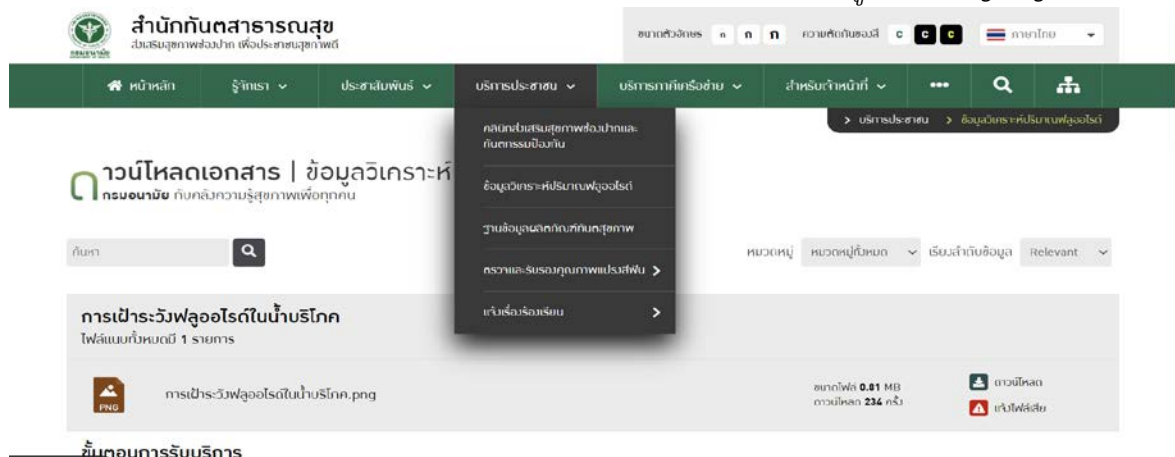 สำนักทันตสาธารณสุข
ส่งเสริมสุขภาพช่องปาก เพื่อประชาชนสุขภาพดี
กรมอนามัย
ขนาดตัวอักษร ก ก ก ความตัดกันของสี C C C ภาษาไทย
หน้าหลัก รู้จักเรา ประชาสัมพันธ์ บริการประชาชน บริการภาคีเครือข่าย สำหรับเจ้าหน้าที่ •••
> บริการประชาชน > ข้อมูลวิเคราะห์ปริมาณฟลูออไรด์
คลินิกส่งเสริมสุขภาพช่องปากและ
ทันตกรรมป้องกัน
ข้อมูลวิเคราะห์ปริมาณฟลูออไรด์
ฐานข้อมูลผลิตภัณฑ์ทันตสุขภาพ
ตรวจและรับรองคุณภาพแปรงสีฟัน
แจ้งเรื่องร้องเรียน
ดาวน์โหลดเอกสาร | ข้อมูลวิเคราะห์
กรมอนามัย กับคลังความรู้สุขภาพเพื่อทุกคน
ค้นหา
หมวดหมู่ หมวดหมู่ทั้งหมด เรียงลำดับข้อมูล Relevant
การเฝ้าระวังฟลูออไรด์ในน้ำบริโภค
ไฟล์แนบทั้งหมดมี 1 รายการ
PNG การเฝ้าระวังฟลูออไรด์ในน้ำบริโภค.png
ขนาดไฟล์ 0.81 MB
ดาวน์โหลด 234 ครั้ง
ดาวน์โหลด
แจ้งไฟล์เสีย
ขั้นตอนการรับบริการ